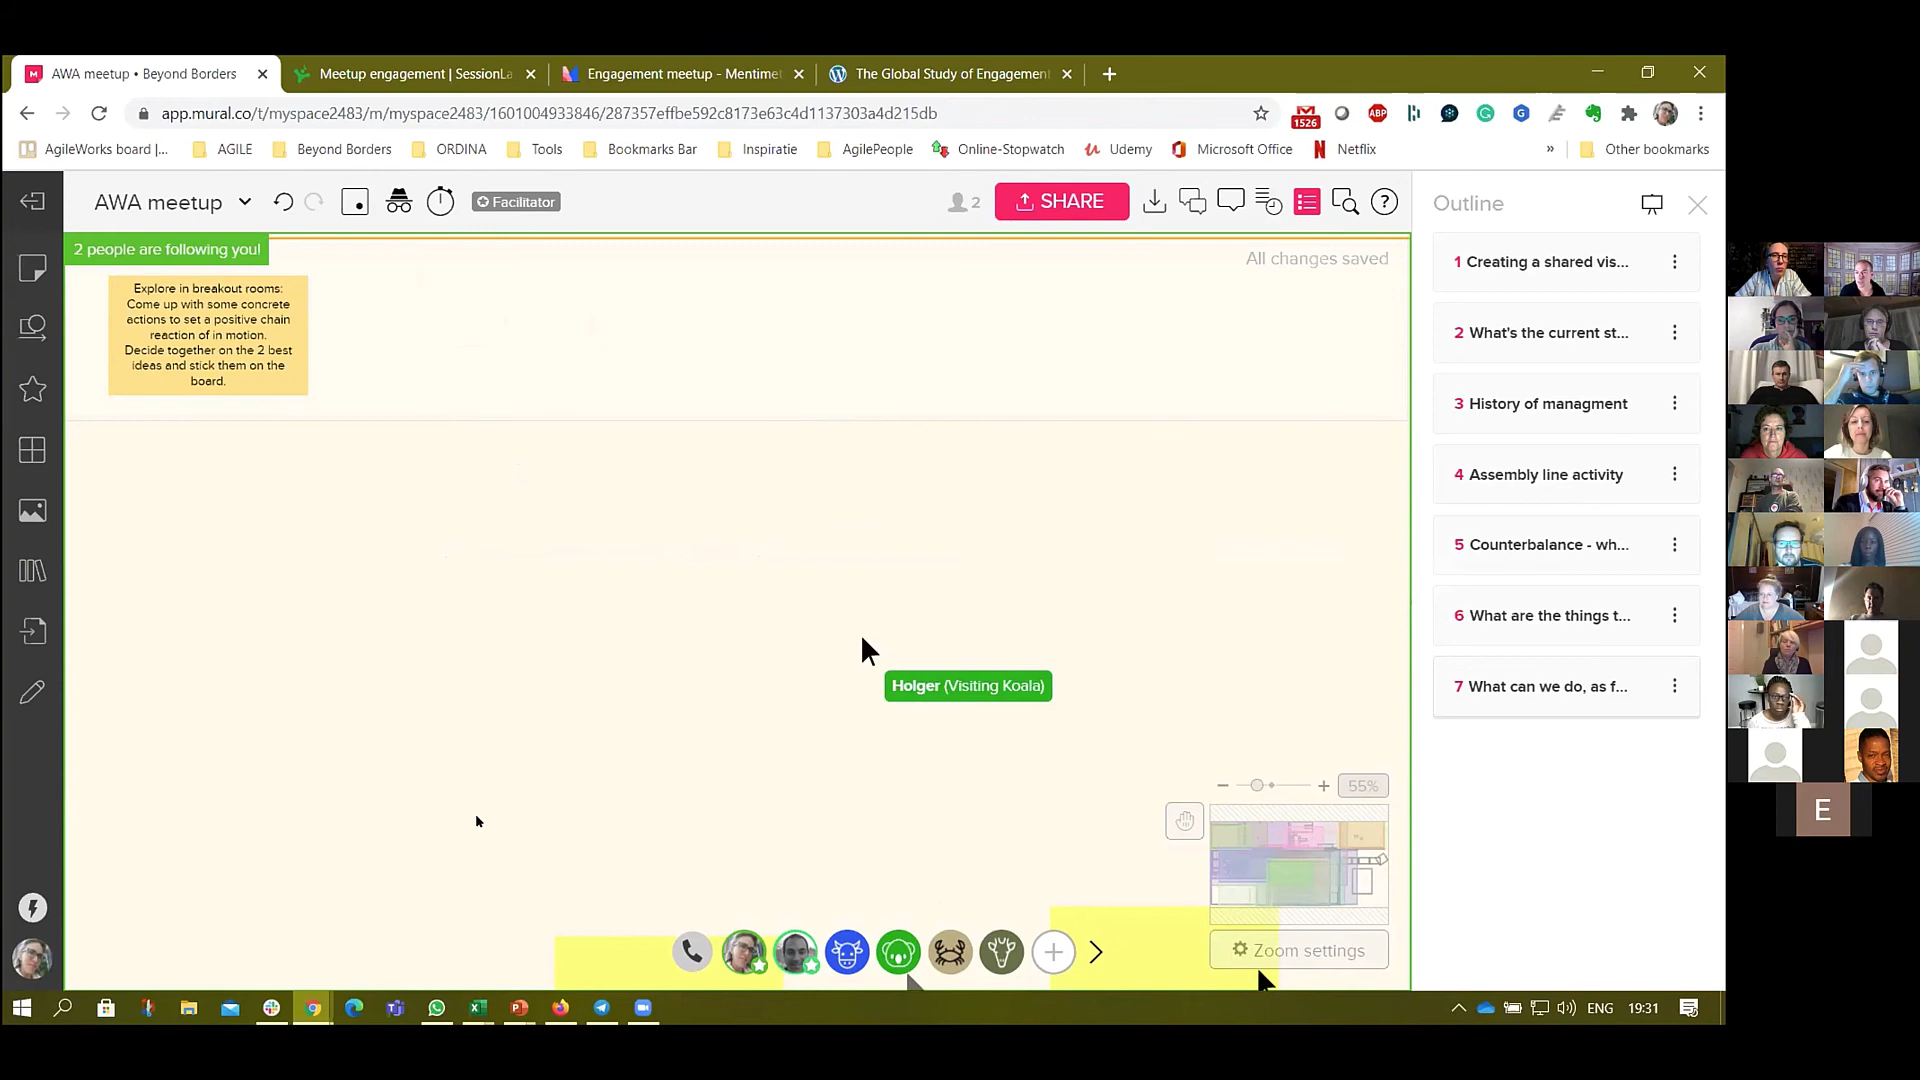 AWA meetup • Beyond Borders
Meetup engagement | SessionLa
Engagement meetup - Mentimet
The Global Study of Engagement
app.mural.co/t/myspace2483/m/myspace2483/1601004933846/287357effbe592c8173e63c4d1137303a4d215db
1526
ABP
AgileWorks board |...
AGILE
Beyond Borders
ORDINA
Tools
Bookmarks Bar
Inspiratie
AgilePeople
Online-Stopwatch
Udemy
Microsoft Office
Netflix
»
Other bookmarks
AWA meetup
Facilitator
2
SHARE
Outline
2 people are following you!
All changes saved
Explore in breakout rooms:
Come up with some concrete
actions to set a positive chain
reaction of in motion.
Decide together on the 2 best
ideas and stick them on the
board.
1 Creating a shared vis...
2 What's the current st...
3 History of managment
4 Assembly line activity
5 Counterbalance - wh...
6 What are the things t...
7 What can we do, as f...
Holger (Visiting Koala)
55%
Zoom settings
E
ENG
19:31